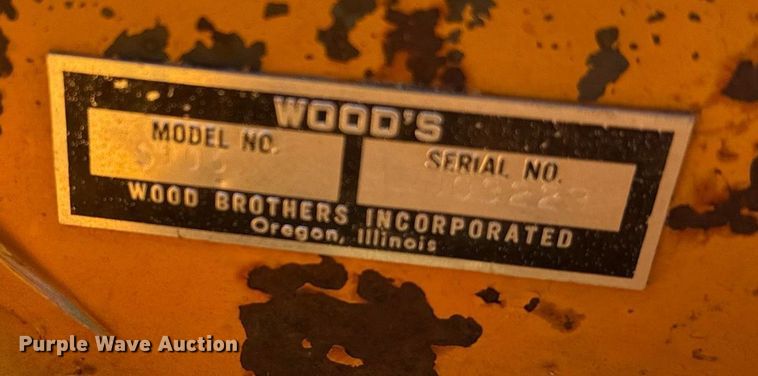 WOOD'S
MODEL NO.
SERIAL NO.
WOOD BROTHERS INCORPORATED
Oregon, Illinois
Purple Wave Auction